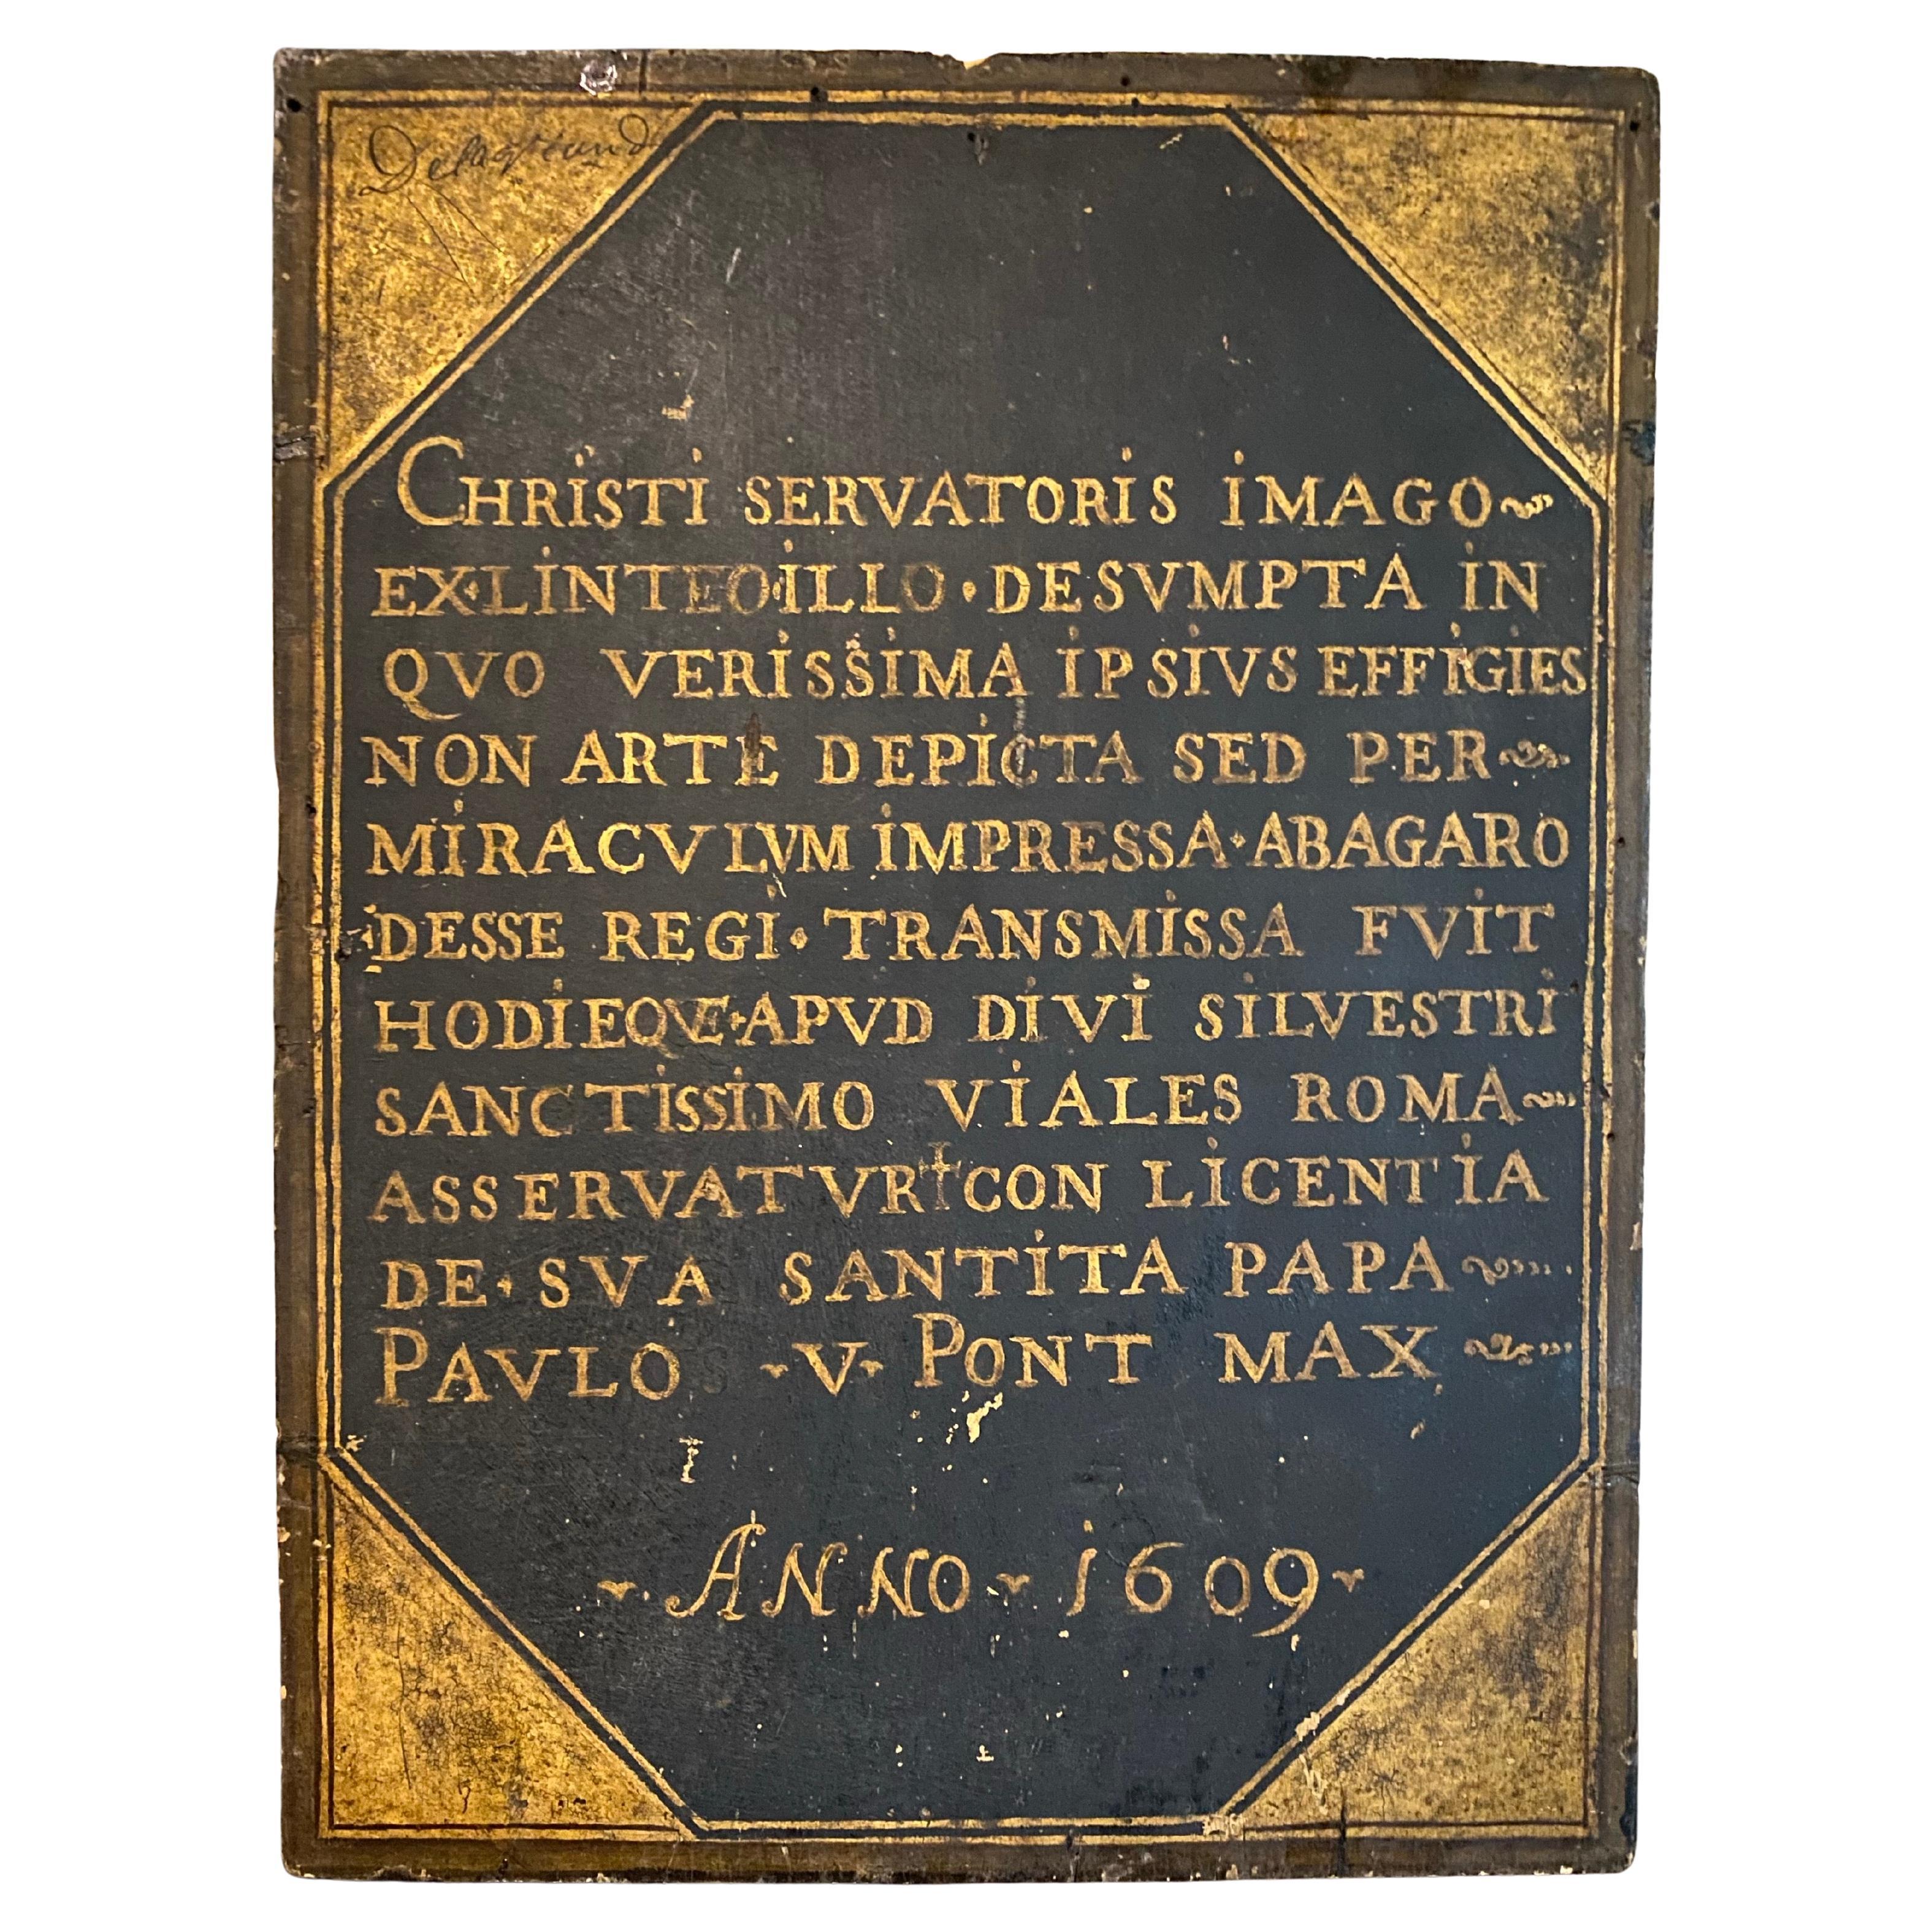 CHRISTI SERVATORIS IMAGO
EX·LINTEO·ILLO·DESVMPTA IN
QVO VERISSIMA IPSIVS EFFIGIES
NON ARTE DEPICTA SED PER
MIRACVLVM IMPRESSA·ABAGARO
DESSE REGI·TRANSMISSA FVIT
HODIEQVE·APVD DIVI SILVESTRI
SANCTISSIMO VIALES ROMA
ASSERVATVR†CON LICENTIA
DE·SVA SANTITA PAPA
PAVLO ·V· PONT MAX
·ANNO·1609·